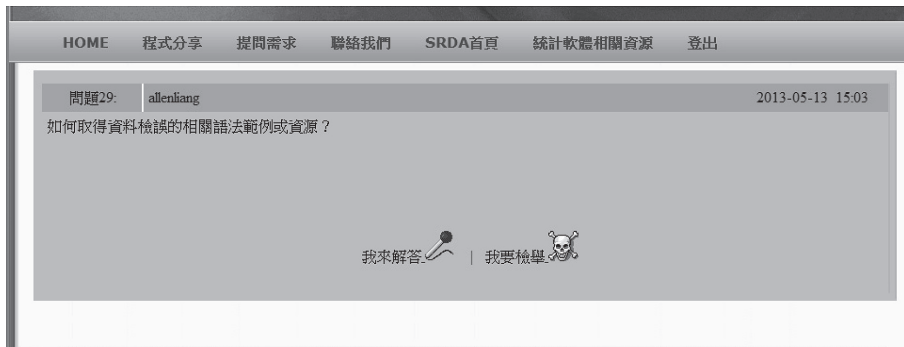 HOME 程式分享 提問需求 聯絡我們 SRDA首頁 統計軟體相關資源 登出
問題29: allenliang 2013-05-13 15:03
如何取得資料檢誤的相關語法範例或資源？
我來解答 | 我要檢舉